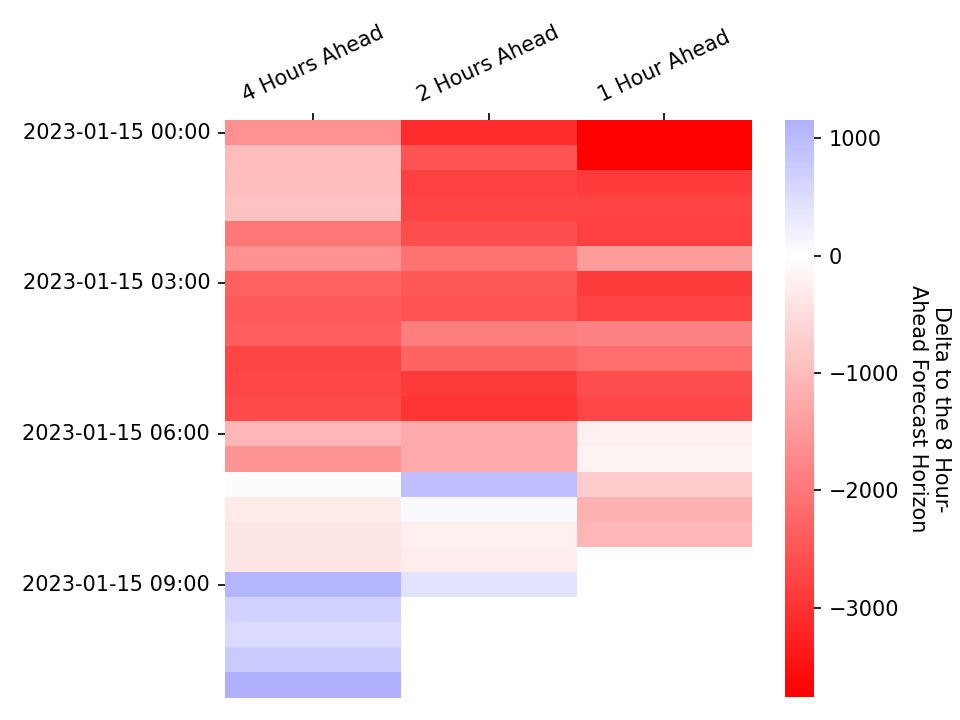 4 Hours Ahead
2 Hours Ahead
1 Hour Ahead
2023-01-15 00:00
2023-01-15 03:00
2023-01-15 06:00
2023-01-15 09:00
1000
0
−1000
−2000
−3000
Delta to the 8 Hour-
Ahead Forecast Horizon